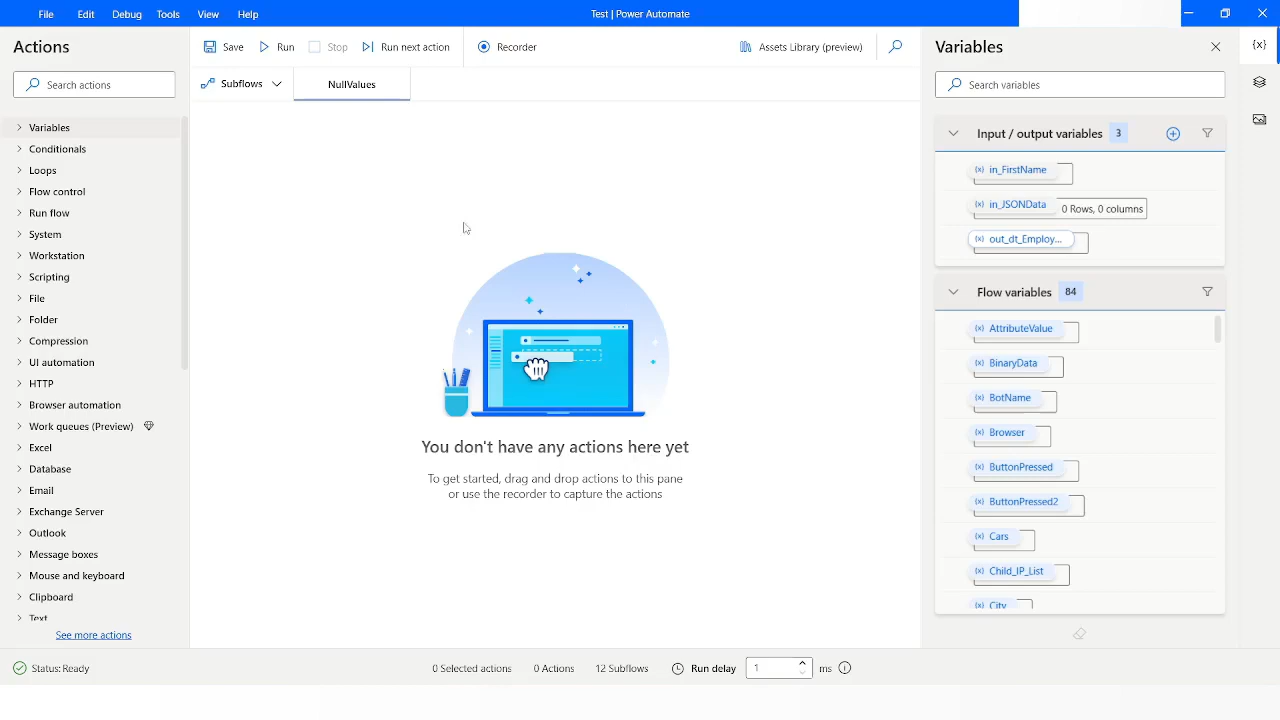 File Edit Debug Tools View Help
Test | Power Automate
Actions
Search actions
Variables
Conditionals
Loops
Flow control
Run flow
System
Workstation
Scripting
File
Folder
Compression
UI automation
HTTP
Browser automation
Work queues (Preview)
Excel
Database
Email
Exchange Server
Outlook
Message boxes
Mouse and keyboard
Clipboard
Text
See more actions
Save Run Stop Run next action Recorder Assets Library (preview)
Subflows NullValues
You don't have any actions here yet
To get started, drag and drop actions to this pane
or use the recorder to capture the actions
Variables
Search variables
Input / output variables 3
(x) in_FirstName
(x) in_JSONData 0 Rows, 0 columns
(x) out_dt_Employ...
Flow variables 84
(x) AttributeValue
(x) BinaryData
(x) BotName
(x) Browser
(x) ButtonPressed
(x) ButtonPressed2
(x) Cars
(x) Child_IP_List
(x) City
{x}
Status: Ready 0 Selected actions 0 Actions 12 Subflows Run delay 1 ms